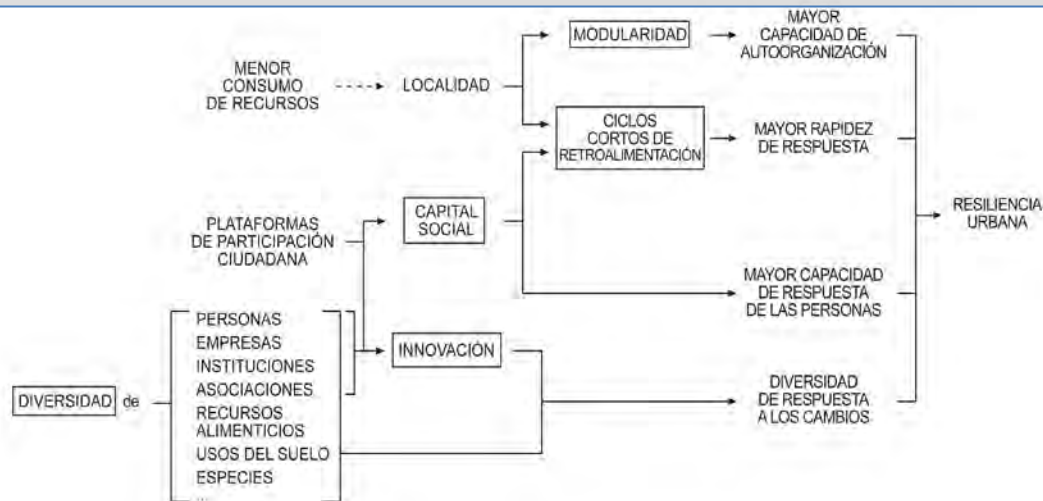 MAYOR
CAPACIDAD DE
AUTOORGANIZACIÓN
MODULARIDAD
MENOR
CONSUMO
DE RECURSOS
LOCALIDAD
CICLOS
CORTOS DE
RETROALIMENTACIÓN
MAYOR RAPIDEZ
DE RESPUESTA
RESILIENCIA
URBANA
PLATAFORMAS
DE PARTICIPACIÓN
CIUDADANA
CAPITAL
SOCIAL
MAYOR CAPACIDAD
DE RESPUESTA
DE LAS PERSONAS
DIVERSIDAD de
PERSONAS
EMPRESAS
INSTITUCIONES
ASOCIACIONES
RECURSOS
ALIMENTICIOS
USOS DEL SUELO
ESPECIES
...
INNOVACIÓN
DIVERSIDAD
DE RESPUESTA
A LOS CAMBIOS